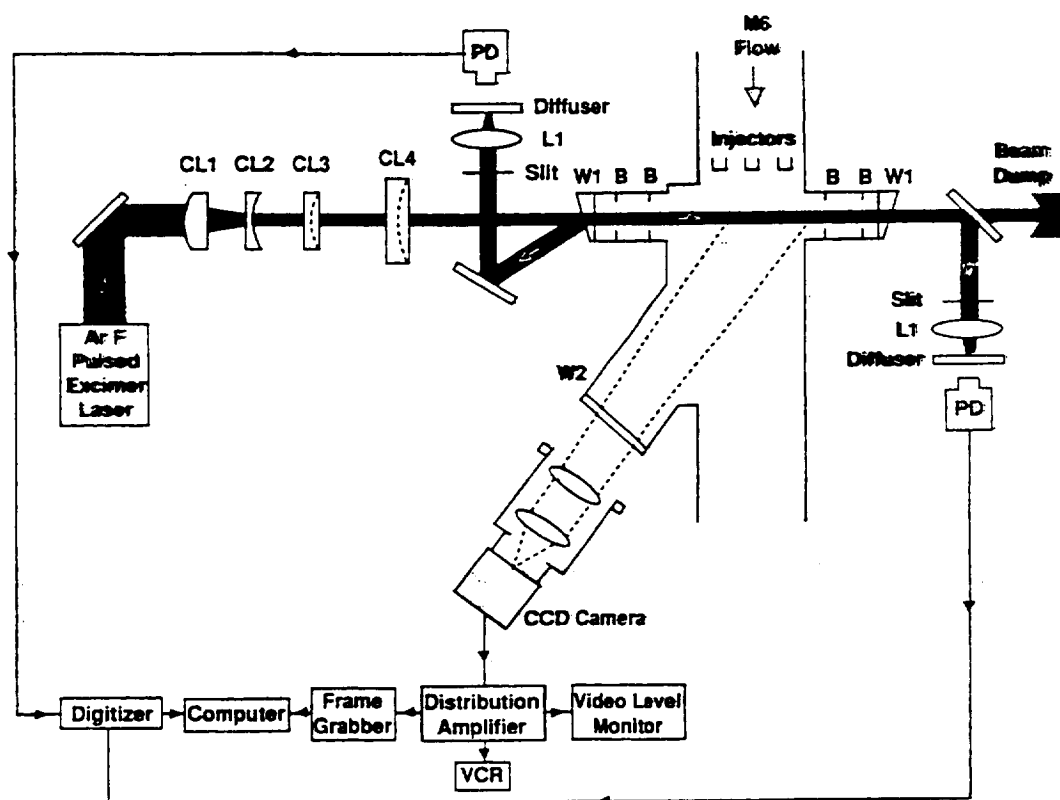 M6
Flow
PD
Diffuser
L1
Slit
Injectors
CL1
CL2
CL3
CL4
W1
B
B
B
B
W1
Beam
Dump
Ar F
Pulsed
Excimer
Laser
Slit
L1
Diffuser
PD
W2
CCD Camera
Digitizer
Computer
Frame
Grabber
Distribution
Amplifier
Video Level
Monitor
VCR